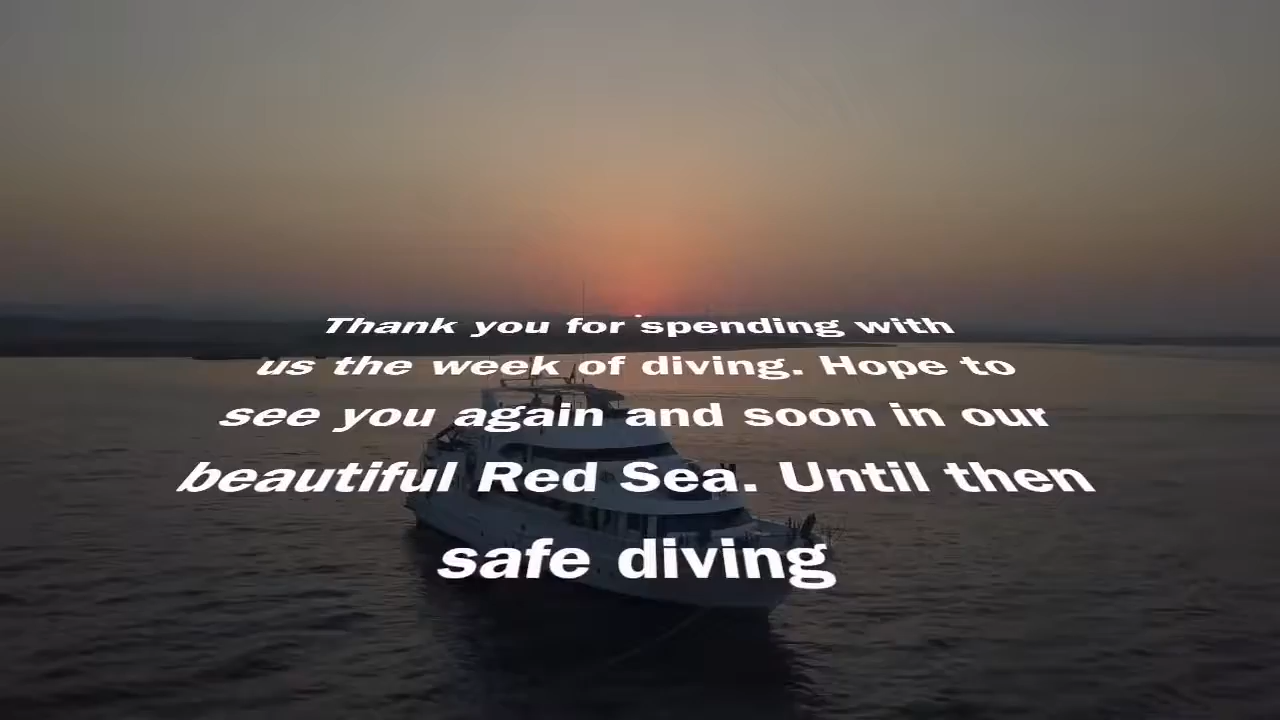 Thank you for spending with
us the week of diving. Hope to
see you again and soon in our
beautiful Red Sea. Until then
safe diving